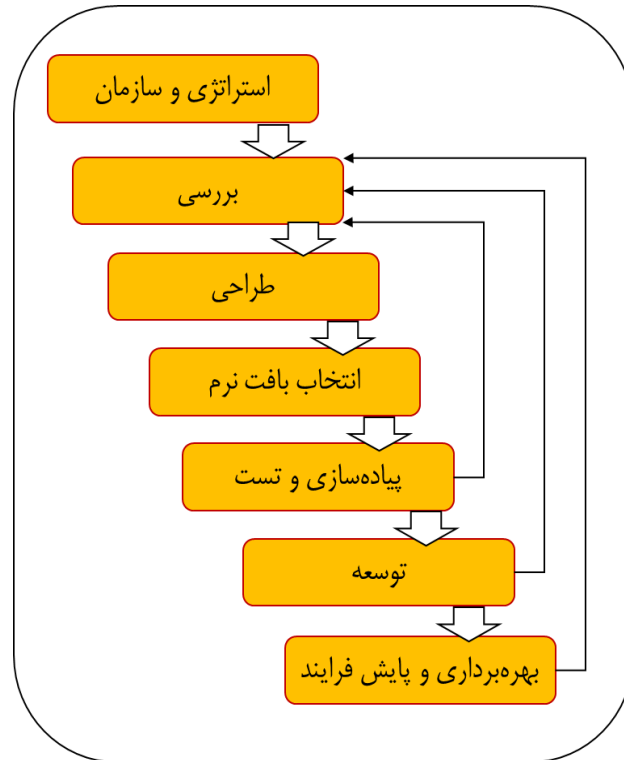 استراتژی و سازمان
بررسی
طراحی
انتخاب بافت نرم
پیاده‌سازی و تست
توسعه
بهره‌برداری و پایش فرایند